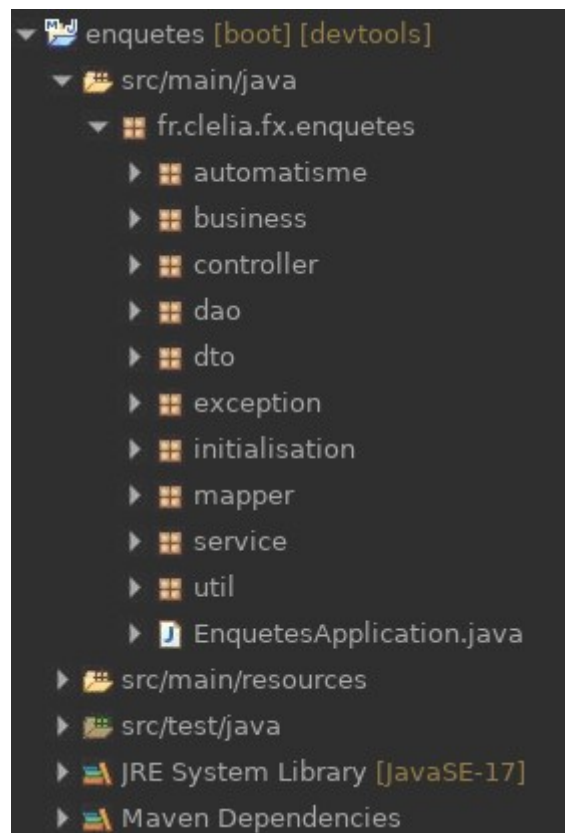 enquetes [boot] [devtools]
src/main/java
fr.clelia.fx.enquetes
automatisme
business
controller
dao
dto
exception
initialisation
mapper
service
util
EnquetesApplication.java
src/main/resources
src/test/java
JRE System Library [JavaSE-17]
Maven Dependencies